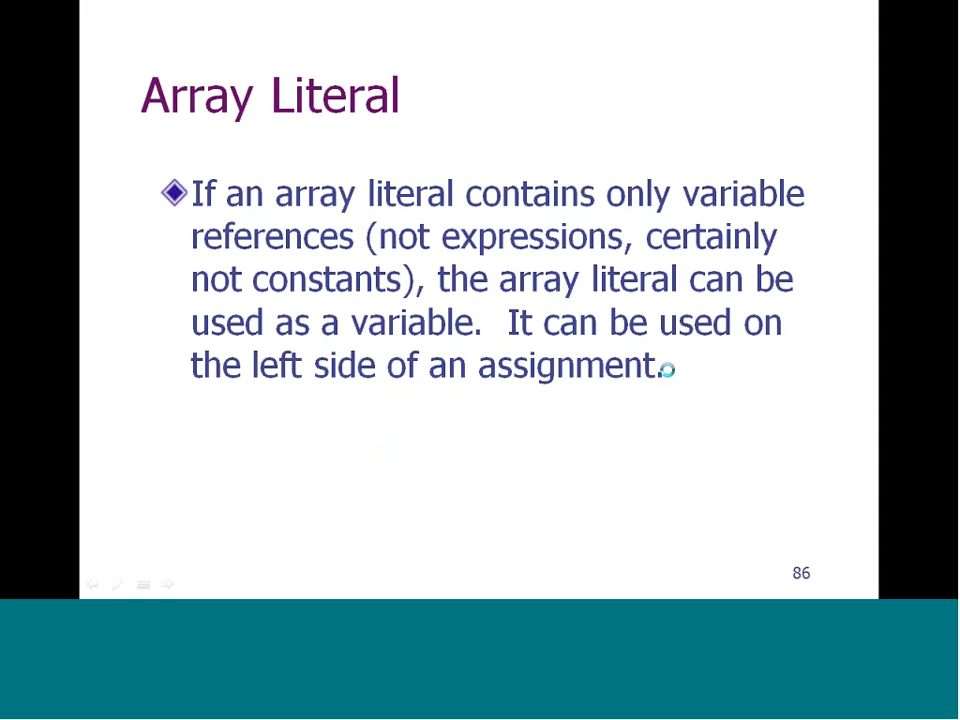 Array Literal
If an array literal contains only variable
references (not expressions, certainly
not constants), the array literal can be
used as a variable.  It can be used on
the left side of an assignment.
86